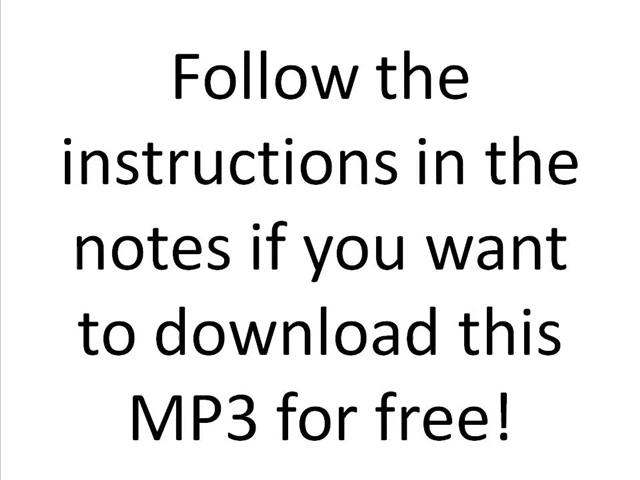 Follow the
instructions in the
notes if you want
to download this
MP3 for free!